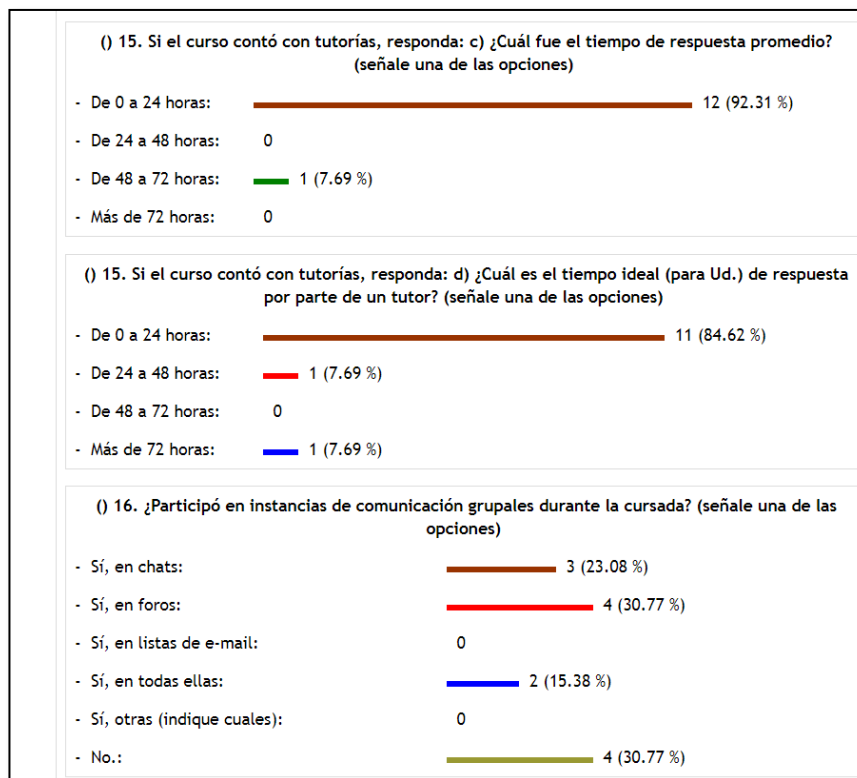 () 15. Si el curso contó con tutorías, responda: c) ¿Cuál fue el tiempo de respuesta promedio?
(señale una de las opciones)
- De 0 a 24 horas: 12 (92.31 %)
- De 24 a 48 horas: 0
- De 48 a 72 horas: 1 (7.69 %)
- Más de 72 horas: 0
() 15. Si el curso contó con tutorías, responda: d) ¿Cuál es el tiempo ideal (para Ud.) de respuesta
por parte de un tutor? (señale una de las opciones)
- De 0 a 24 horas: 11 (84.62 %)
- De 24 a 48 horas: 1 (7.69 %)
- De 48 a 72 horas: 0
- Más de 72 horas: 1 (7.69 %)
() 16. ¿Participó en instancias de comunicación grupales durante la cursada? (señale una de las
opciones)
- Sí, en chats: 3 (23.08 %)
- Sí, en foros: 4 (30.77 %)
- Sí, en listas de e-mail: 0
- Sí, en todas ellas: 2 (15.38 %)
- Sí, otras (indique cuales): 0
- No.: 4 (30.77 %)